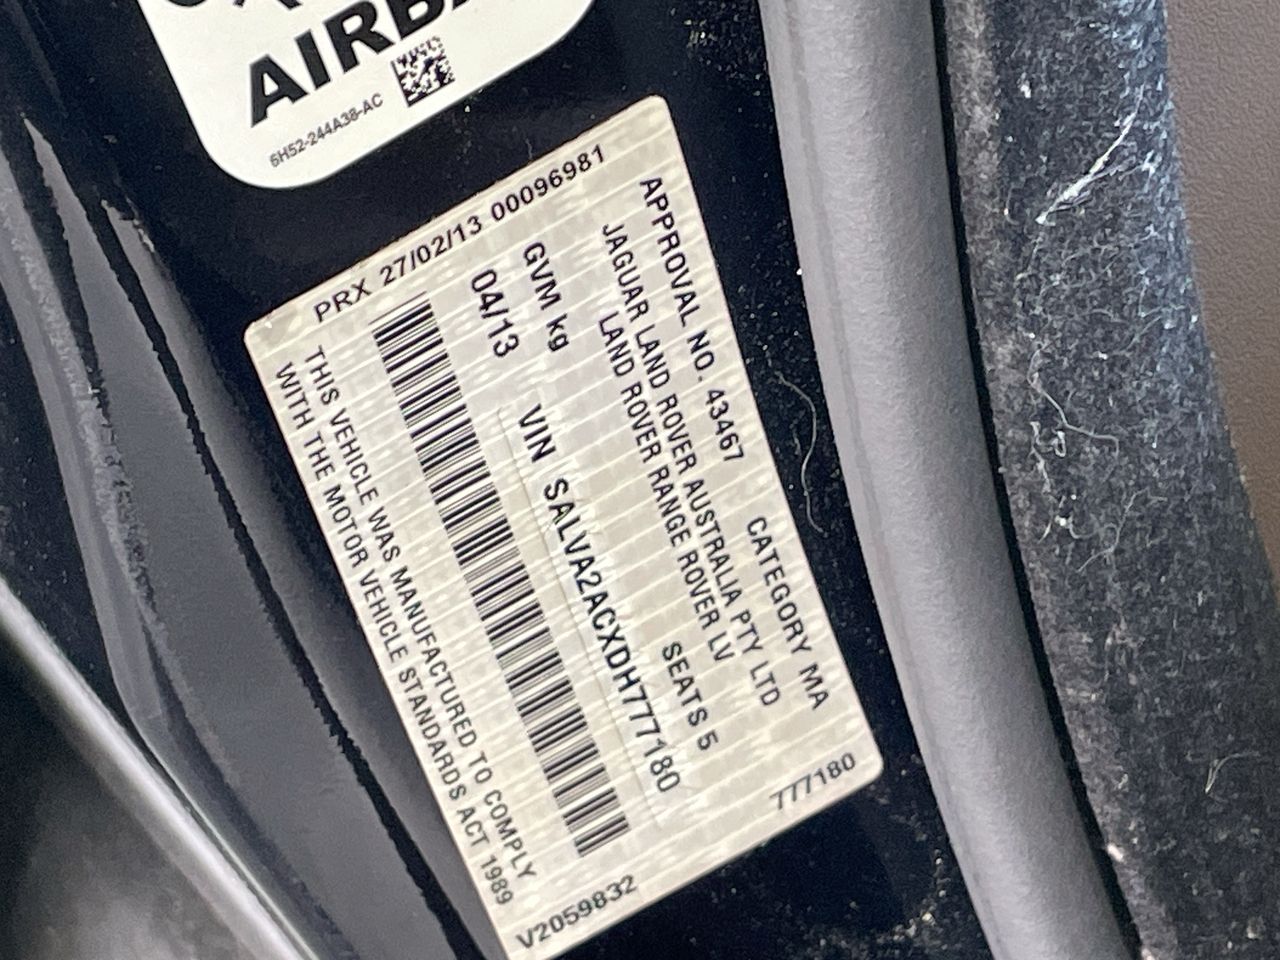 AIRBA
6H52-244A38-AC
PRX 27/02/13 00096981
APPROVAL NO. 43467 CATEGORY MA
JAGUAR LAND ROVER AUSTRALIA PTY LTD
LAND ROVER RANGE ROVER LV
GVM kg SEATS 5
04/13 VIN SALVA2ACXDH777180
THIS VEHICLE WAS MANUFACTURED TO COMPLY
WITH THE MOTOR VEHICLE STANDARDS ACT 1989
V2059832 777180